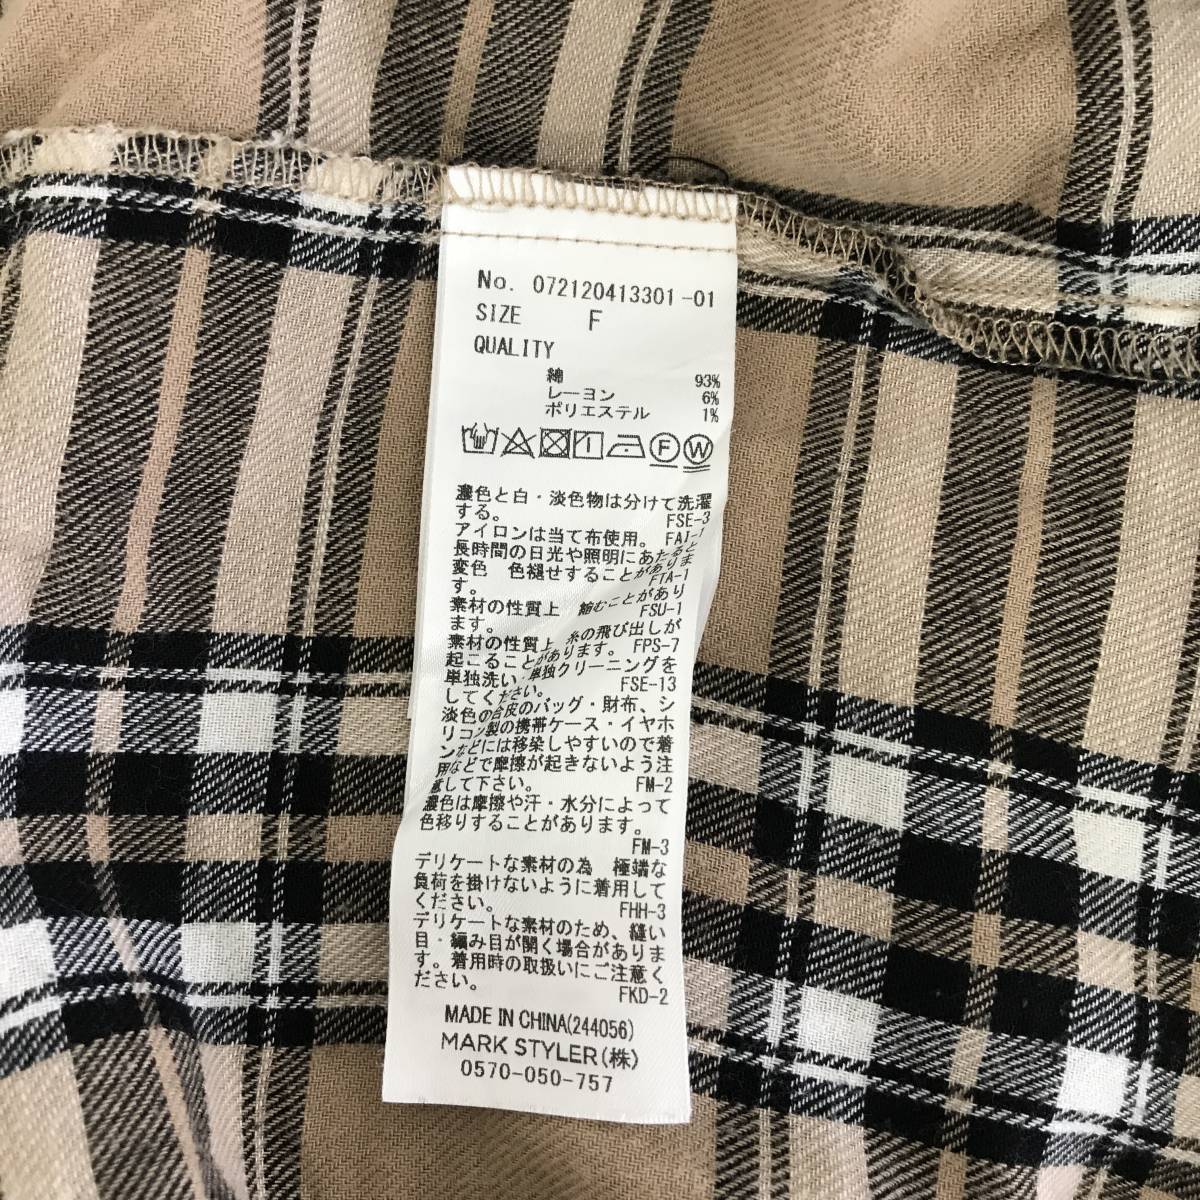 No. 072120413301-01
SIZE F
QUALITY
綿 93%
レーヨン 6%
ポリエステル 1%
1 F W
濃色と白・淡色物は分けて洗濯
する。 FSE-3
アイロンは当て布使用。 FAI-1
長時間の日光や照明にあたると
変色 色褪せすることがありま
す。 FTA-1
素材の性質上 縮むことがあり
ます。 FSU-1
素材の性質上 糸の飛び出しが
起こることがあります。 FPS-7
単独洗い・単独クリーニングを
してください。 FSE-13
淡色の合皮のバッグ・財布、シ
リコン製の携帯ケース・イヤホ
ンなどには移染しやすいので着
用などで摩擦が起きないよう注
意して下さい。 FM-2
濃色は摩擦や汗・水分によって
色移りすることがあります。
FM-3
デリケートな素材の為 極端な
負荷を掛けないように着用して
ください。 FHH-3
デリケートな素材のため、縫い
目・編み目が開く場合がありま
す。着用時の取扱いにご注意く
ださい。 FKD-2
MADE IN CHINA(244056)
MARK STYLER(株)
0570-050-757